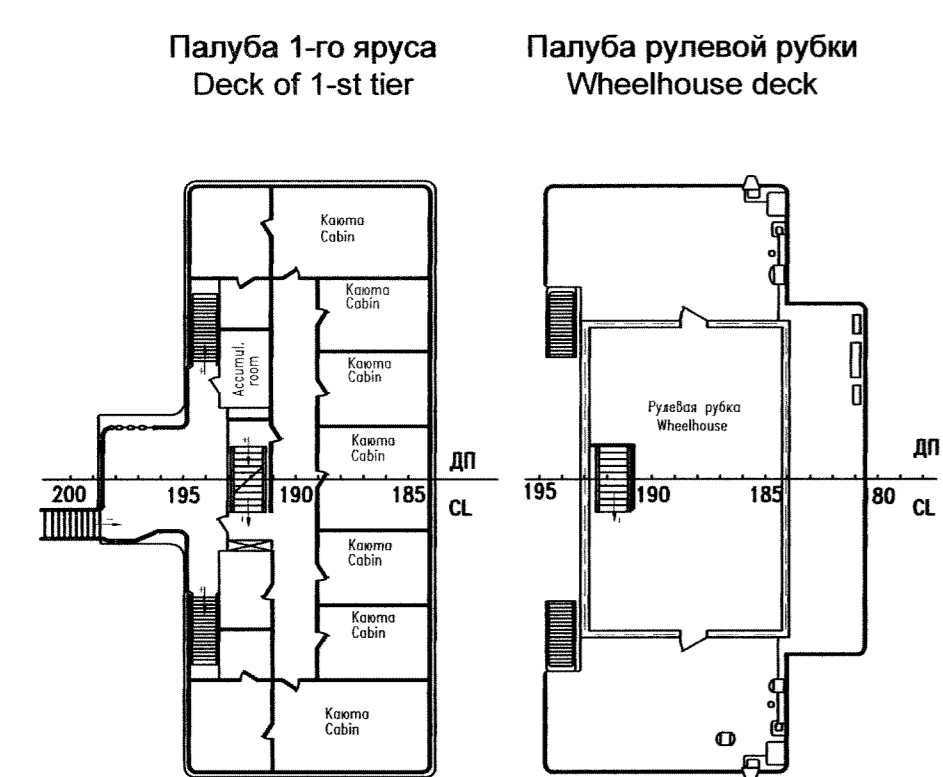 Палуба 1-го яруса
Deck of 1-st tier
Палуба рулевой рубки
Wheelhouse deck
Каюта
Cabin
Каюта
Cabin
Accumul.
room
Каюта
Cabin
Каюта
Cabin
ДП
200 195 190 185
CL
Каюта
Cabin
Каюта
Cabin
Каюта
Cabin
Рулевая рубка
Wheelhouse
ДП
195 190 185 180
CL